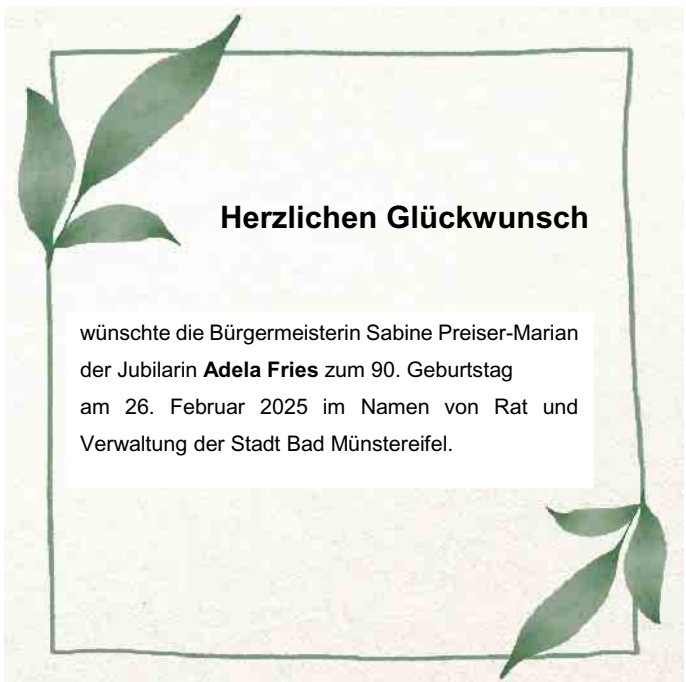 Herzlichen Glückwunsch
wünschte die Bürgermeisterin Sabine Preiser-Marian
der Jubilarin Adela Fries zum 90. Geburtstag
am 26. Februar 2025 im Namen von Rat und
Verwaltung der Stadt Bad Münstereifel.